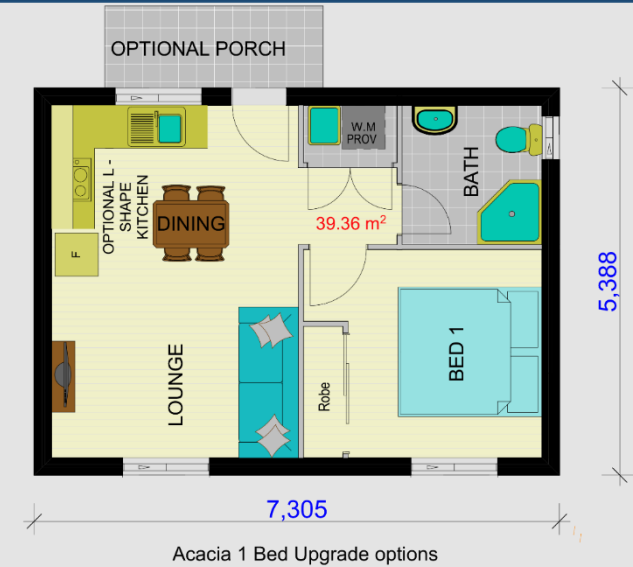 OPTIONAL PORCH
W.M
PROV
BATH
OPTIONAL L -
SHAPE
KITCHEN
DINING
39.36 m²
F
5,388
LOUNGE
BED 1
Robe
7,305
Acacia 1 Bed Upgrade options